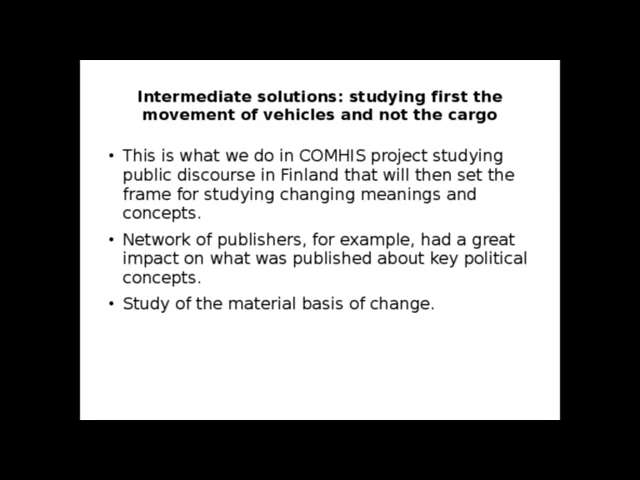 Intermediate solutions: studying first the
movement of vehicles and not the cargo
• This is what we do in COMHIS project studying
public discourse in Finland that will then set the
frame for studying changing meanings and
concepts.
• Network of publishers, for example, had a great
impact on what was published about key political
concepts.
• Study of the material basis of change.